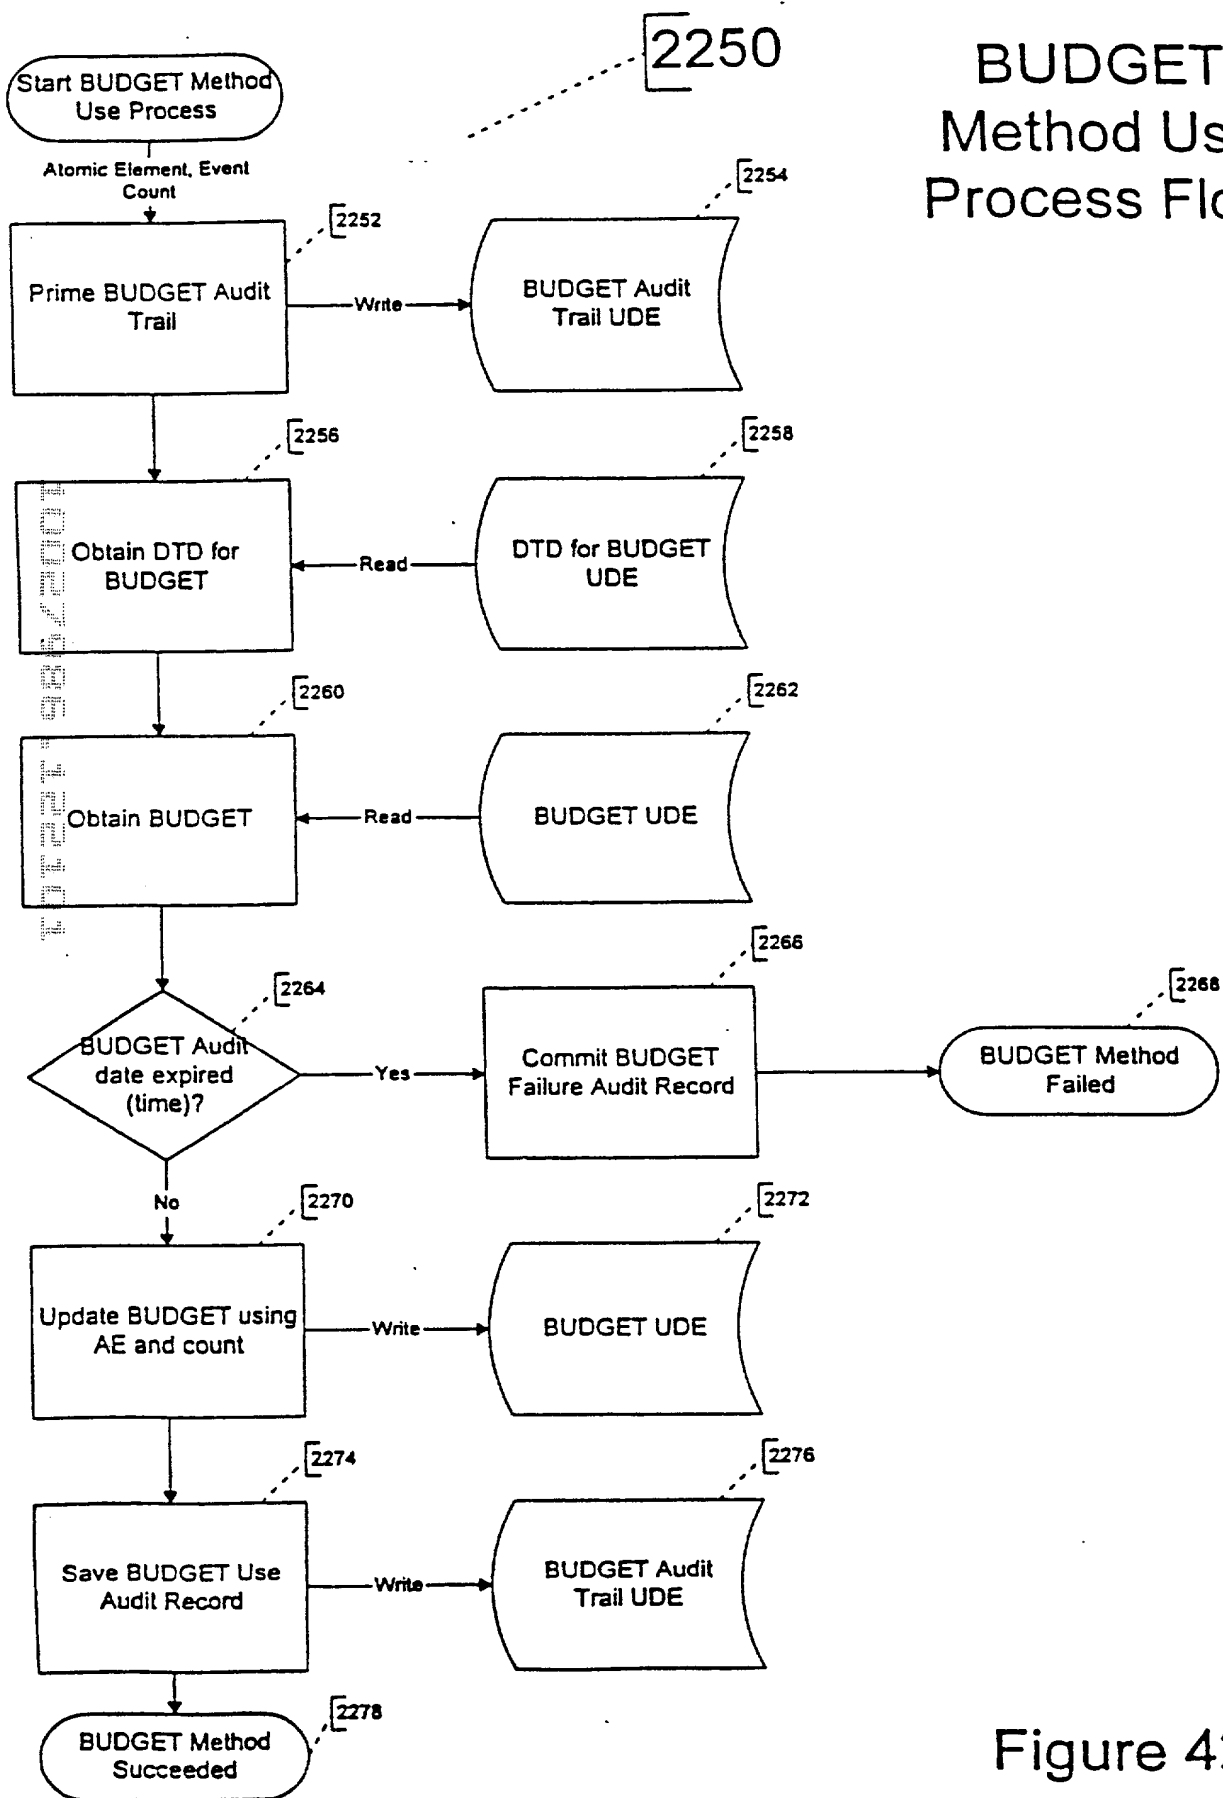 2250
BUDGET
Method Us
Process Flo
Start BUDGET Method
Use Process
Atomic Element, Event
Count
2252
2254
Prime BUDGET Audit
Trail
Write
BUDGET Audit
Trail UDE
2256
2258
Obtain DTD for
BUDGET
Read
DTD for BUDGET
UDE
2260
2262
Obtain BUDGET
Read
BUDGET UDE
2264
2266
2268
BUDGET Audit
date expired
(time)?
Yes
Commit BUDGET
Failure Audit Record
BUDGET Method
Failed
No
2270
2272
Update BUDGET using
AE and count
Write
BUDGET UDE
2274
2276
Save BUDGET Use
Audit Record
Write
BUDGET Audit
Trail UDE
2278
BUDGET Method
Succeeded
Figure 4